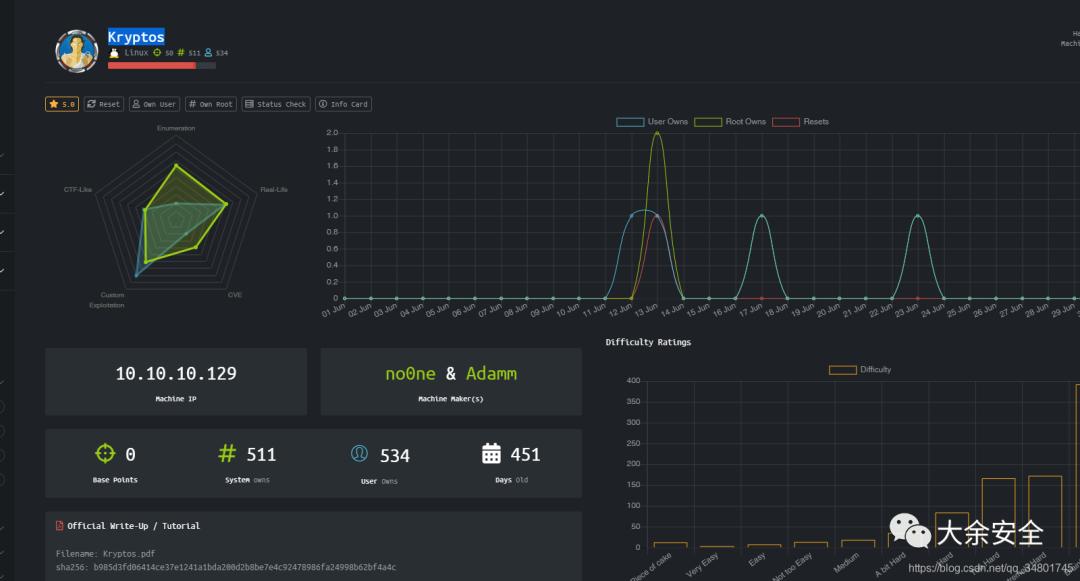 Kryptos
Linux 50 # 511 534
5.0 Reset Own User # Own Root Status Check Info Card
Enumeration
CTF-Like
Real-Life
Custom
Exploitation
CVE
User Owns Root Owns Resets
2.0
1.8
1.6
1.4
1.2
1.0
0.8
0.6
0.4
0.2
0
01 Jun 02 Jun 03 Jun 04 Jun 05 Jun 06 Jun 07 Jun 08 Jun 09 Jun 10 Jun 11 Jun 12 Jun 13 Jun 14 Jun 15 Jun 16 Jun 17 Jun 18 Jun 19 Jun 20 Jun 21 Jun 22 Jun 23 Jun 24 Jun 25 Jun 26 Jun 27 Jun 28 Jun 29 Jun
10.10.10.129
Machine IP
no0ne & Adamm
Machine Maker(s)
0
Base Points
# 511
System owns
534
User Owns
451
Days Old
Official Write-Up / Tutorial
Filename: Kryptos.pdf
sha256: b985d3fd06414ce37e1241a1bda200d2b8be7e4c92478986fa24998b62bf4a4c
Difficulty Ratings
Difficulty
400
350
300
250
200
150
100
50
0
Very Easy
Easy
Not too Easy
Medium
A bit Hard
Hard
大余安全
https://blog.csdn.net/qq_34801745